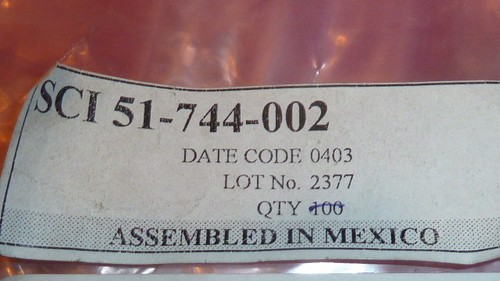 SCI 51-744-002
DATE CODE 0403
LOT No. 2377
QTY 100
ASSEMBLED IN MEXICO